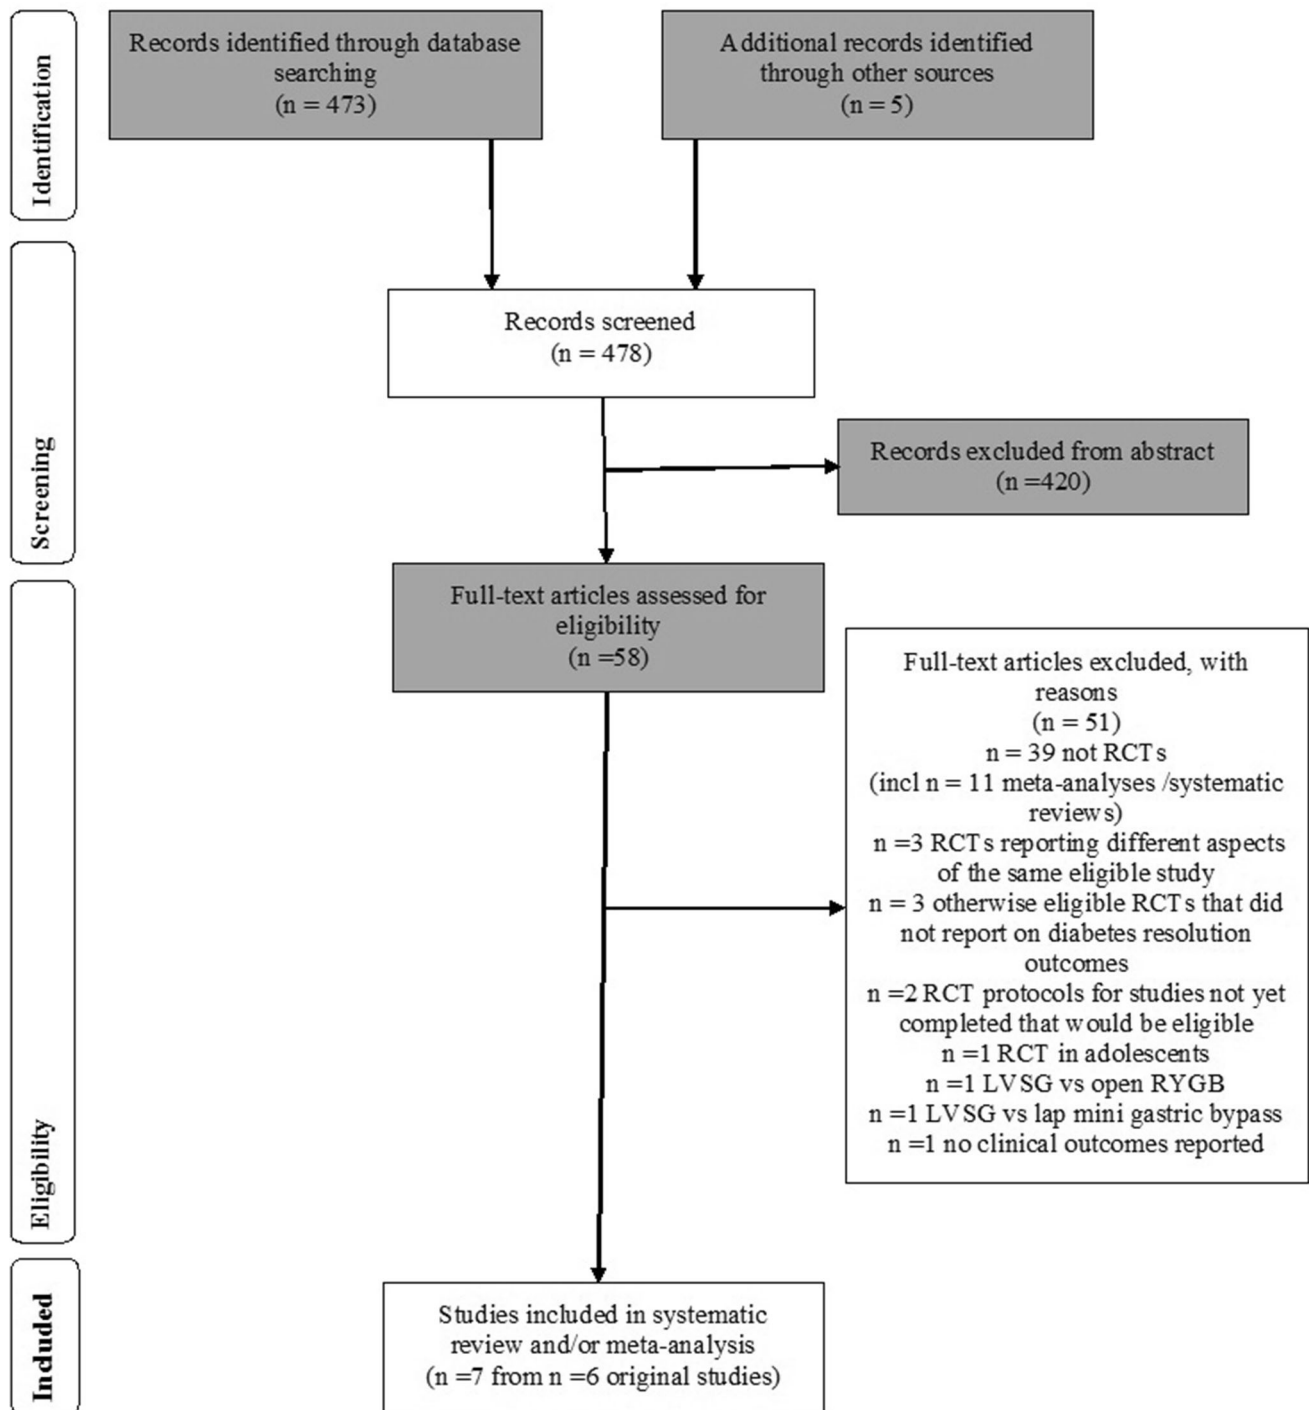 Identification
Records identified through database
searching
(n = 473)
Additional records identified
through other sources
(n = 5)
Screening
Records screened
(n = 478)
Records excluded from abstract
(n =420)
Eligibility
Full-text articles assessed for
eligibility
(n =58)
Full-text articles excluded, with
reasons
(n = 51)
n = 39 not RCTs
(incl n = 11 meta-analyses /systematic
reviews)
n =3 RCTs reporting different aspects
of the same eligible study
n = 3 otherwise eligible RCTs that did
not report on diabetes resolution
outcomes
n =2 RCT protocols for studies not yet
completed that would be eligible
n =1 RCT in adolescents
n =1 LVSG vs open RYGB
n =1 LVSG vs lap mini gastric bypass
n =1 no clinical outcomes reported
Included
Studies included in systematic
review and/or meta-analysis
(n =7 from n =6 original studies)